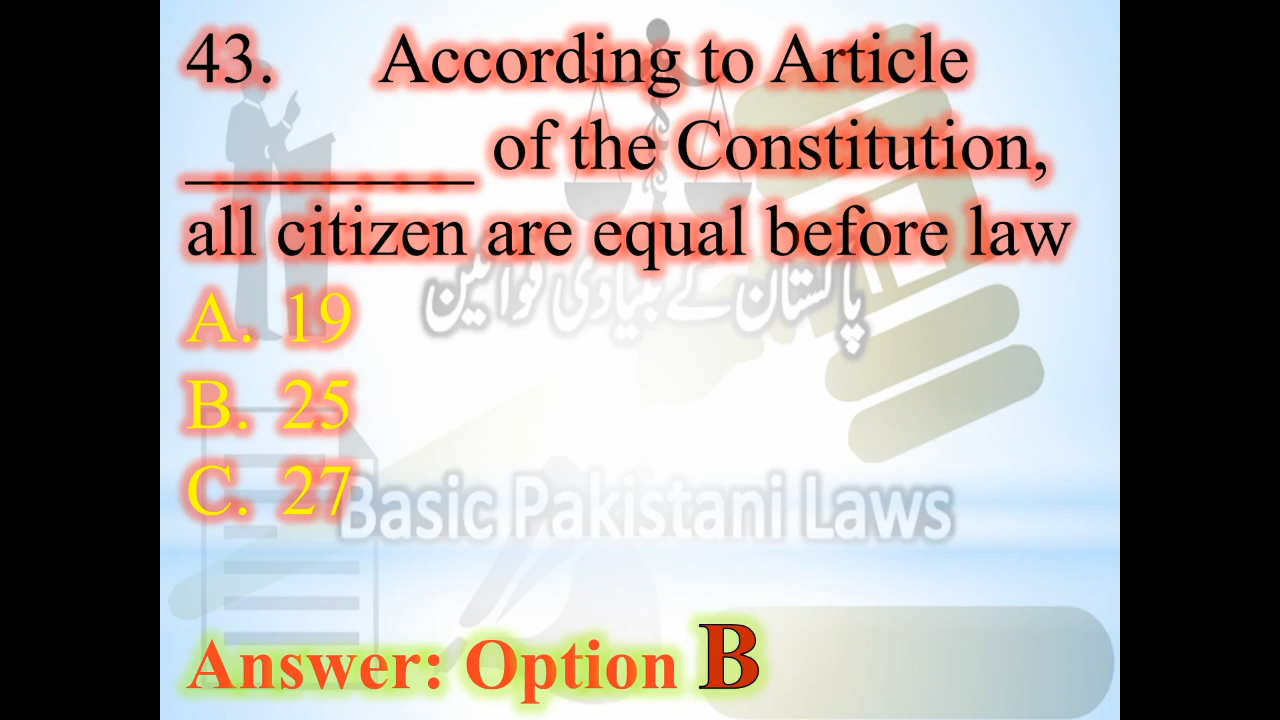 43. According to Article
_________ of the Constitution,
all citizen are equal before law
پاکستان کے بنیادی قوانین
A. 19
B. 25
C. 27
Basic Pakistani Laws
Answer: Option B